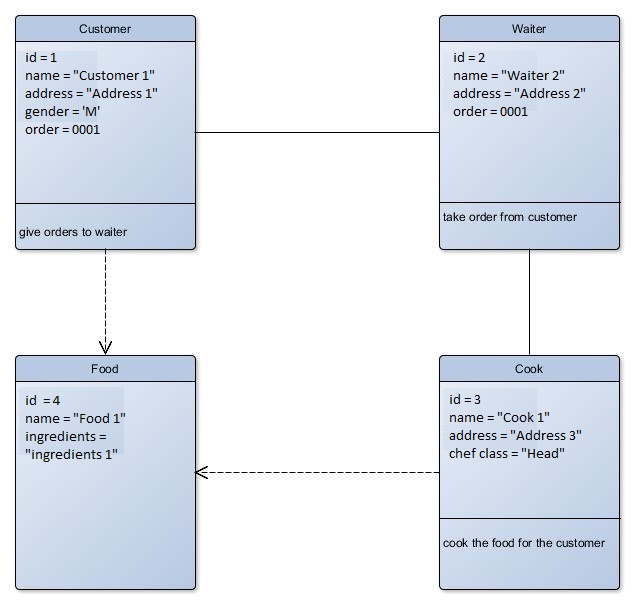 Customer
id = 1
name = "Customer 1"
address = "Address 1"
gender = 'M'
order = 0001
give orders to waiter
Waiter
id = 2
name = "Waiter 2"
address = "Address 2"
order = 0001
take order from customer
Food
id  = 4
name = "Food 1"
ingredients =
"ingredients 1"
Cook
id = 3
name = "Cook 1"
address = "Address 3"
chef class = "Head"
cook the food for the customer